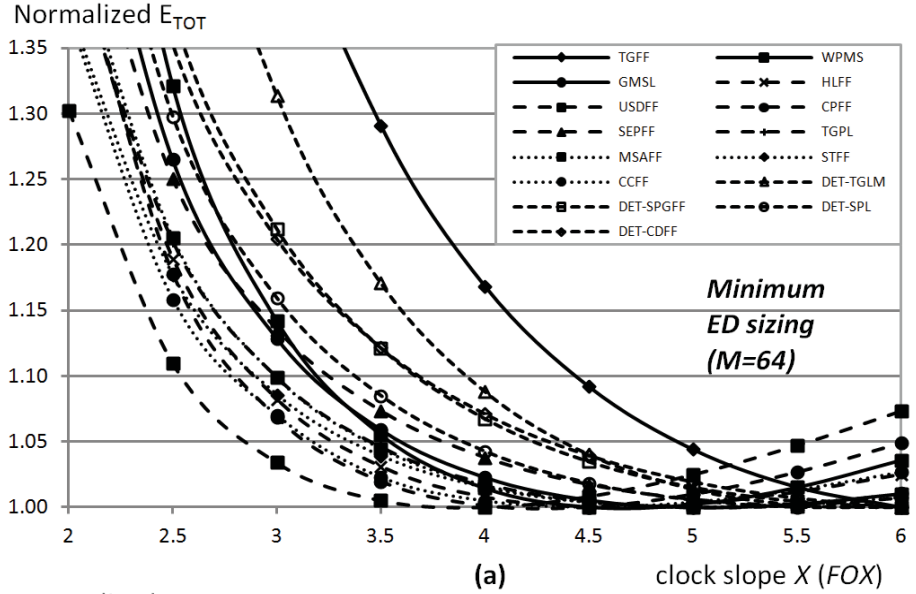 Normalized E_TOT
1.35
1.30
1.25
1.20
1.15
1.10
1.05
1.00
TGFF WPMS
GMSL HLFF
USDFF CPFF
SEPFF TGPL
MSAFF STFF
CCFF DET-TGLM
DET-SPGFF DET-SPL
DET-CDFF
Minimum
ED sizing
(M=64)
2 2.5 3 3.5 4 4.5 5 5.5 6
(a) clock slope X (FOX)